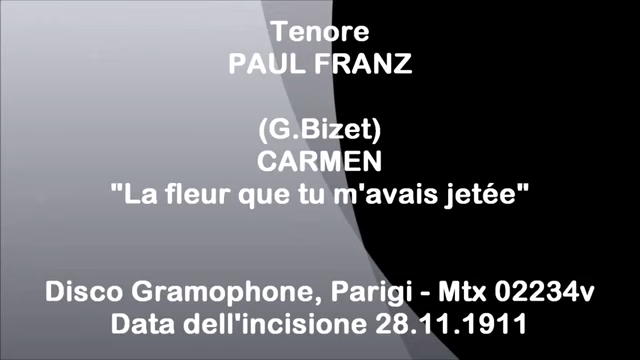 Tenore
PAUL FRANZ
(G.Bizet)
CARMEN
"La fleur que tu m'avais jetée"
Disco Gramophone, Parigi - Mtx 02234v
Data dell'incisione 28.11.1911